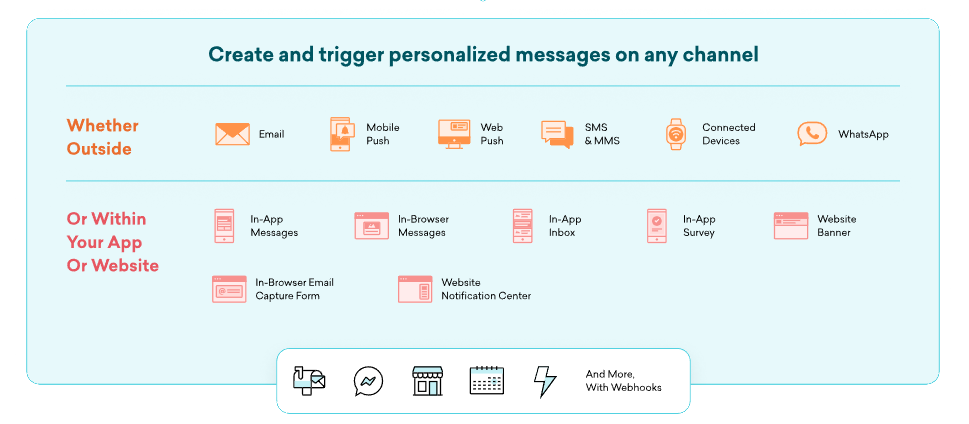 Create and trigger personalized messages on any channel
Whether
Outside
Email
Mobile
Push
Web
Push
SMS
& MMS
Connected
Devices
WhatsApp
Or Within
Your App
Or Website
In-App
Messages
In-Browser
Messages
In-App
Inbox
In-App
Survey
Website
Banner
In-Browser Email
Capture Form
Website
Notification Center
And More,
With Webhooks